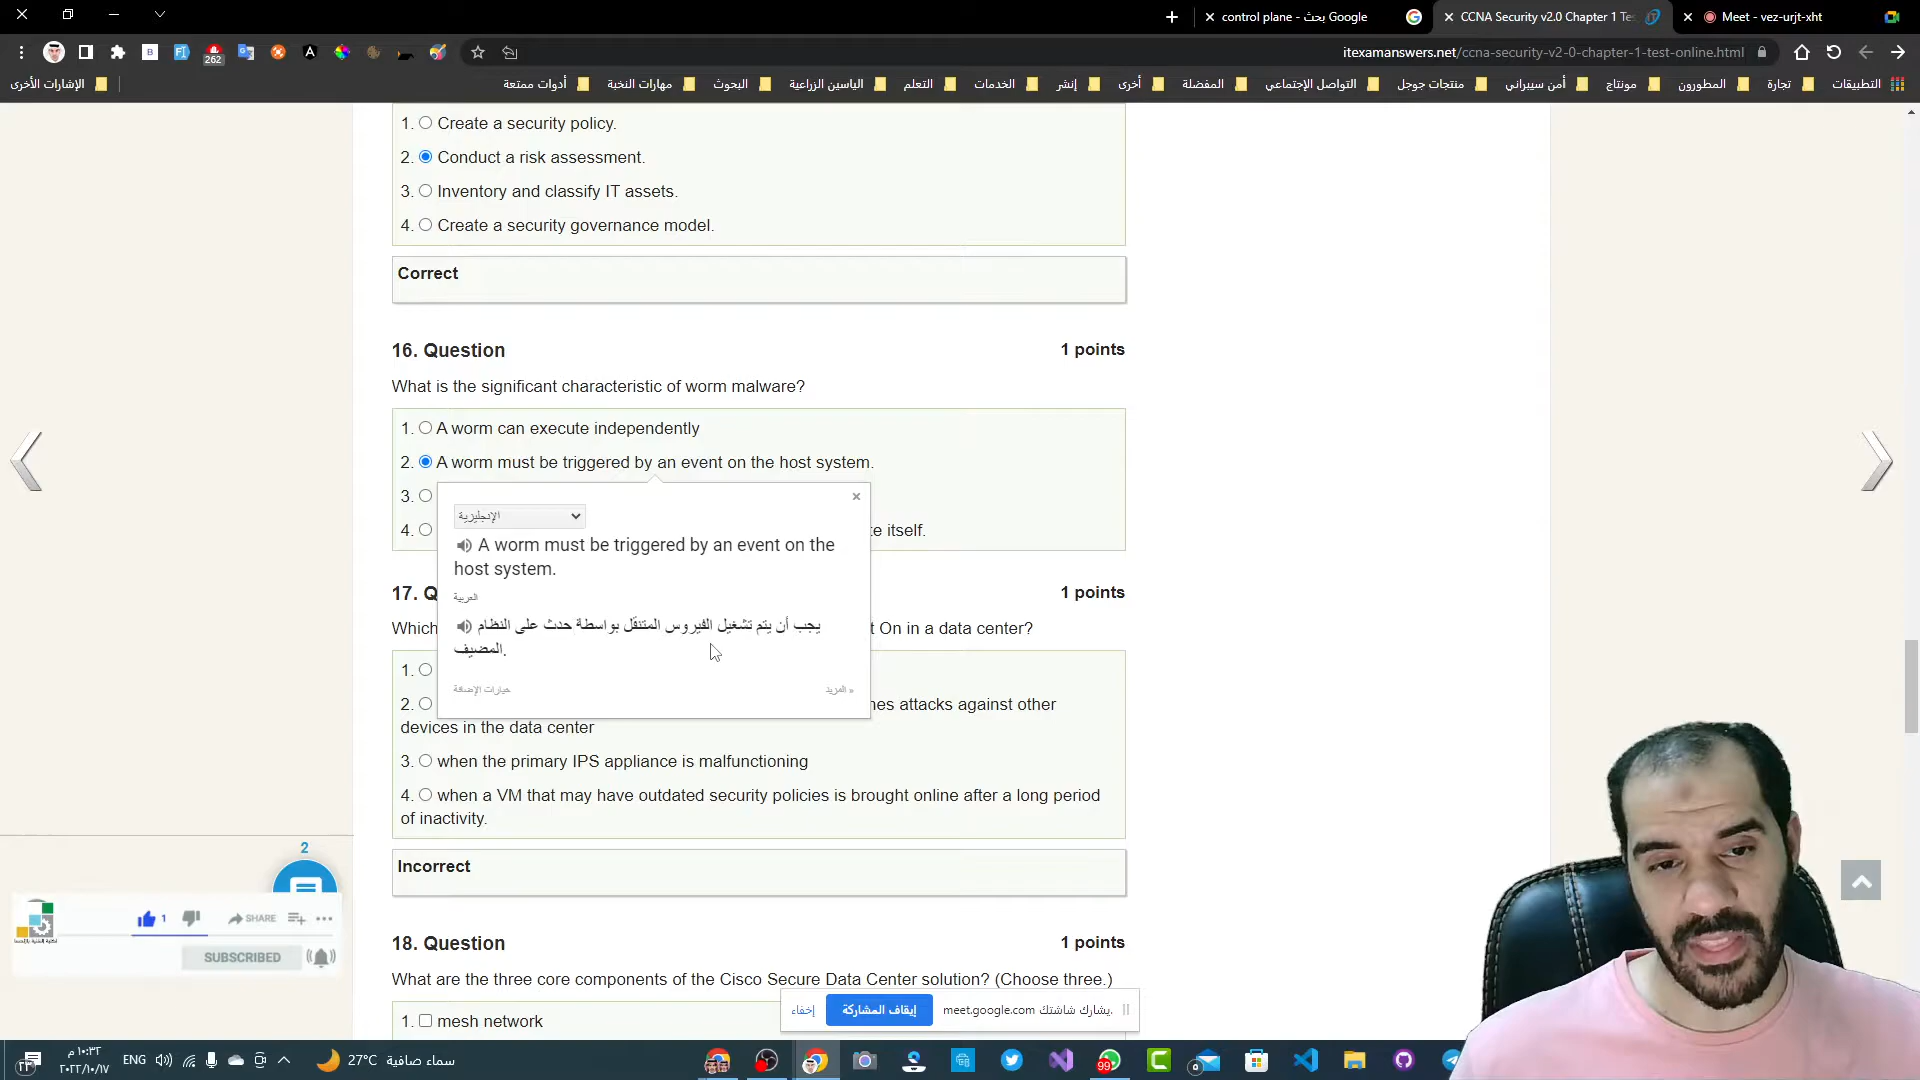 control plane - بحث Google
CCNA Security v2.0 Chapter 1 Te
Meet - vez-urjt-xht
262
itexamanswers.net/ccna-security-v2-0-chapter-1-test-online.html
التطبيقات
تجارة
المطورون
مونتاج
أمن سيبراني
منتجات جوجل
التواصل الإجتماعي
المفضلة
أخرى
إنشر
الخدمات
التعلم
الياسين الزراعية
البحوث
مهارات النخبة
أدوات ممتعة
الإشارات الأخرى
1. Create a security policy.
2. Conduct a risk assessment.
3. Inventory and classify IT assets.
4. Create a security governance model.
Correct
16. Question
1 points
What is the significant characteristic of worm malware?
1. A worm can execute independently
2. A worm must be triggered by an event on the host system.
3.
4. te itself.
الإنجليزية
A worm must be triggered by an event on the
host system.
العربية
يجب أن يتم تشغيل الفيروس المتنقّل بواسطة حدث على النظام
المضيف.
خيارات الإضافة
المزيد »
17. Q
1 points
Which t On in a data center?
1.
2. hes attacks against other
devices in the data center
3. when the primary IPS appliance is malfunctioning
4. when a VM that may have outdated security policies is brought online after a long period
of inactivity.
Incorrect
18. Question
1 points
What are the three core components of the Cisco Secure Data Center solution? (Choose three.)
1. mesh network
2
1
SHARE
SUBSCRIBED
يشارك شاشتك meet.google.com.
إيقاف المشاركة
إخفاء
١٠:٣٢ م
٢٠٢٢/١٠/١٧
ENG
27°C سماء صافية
99